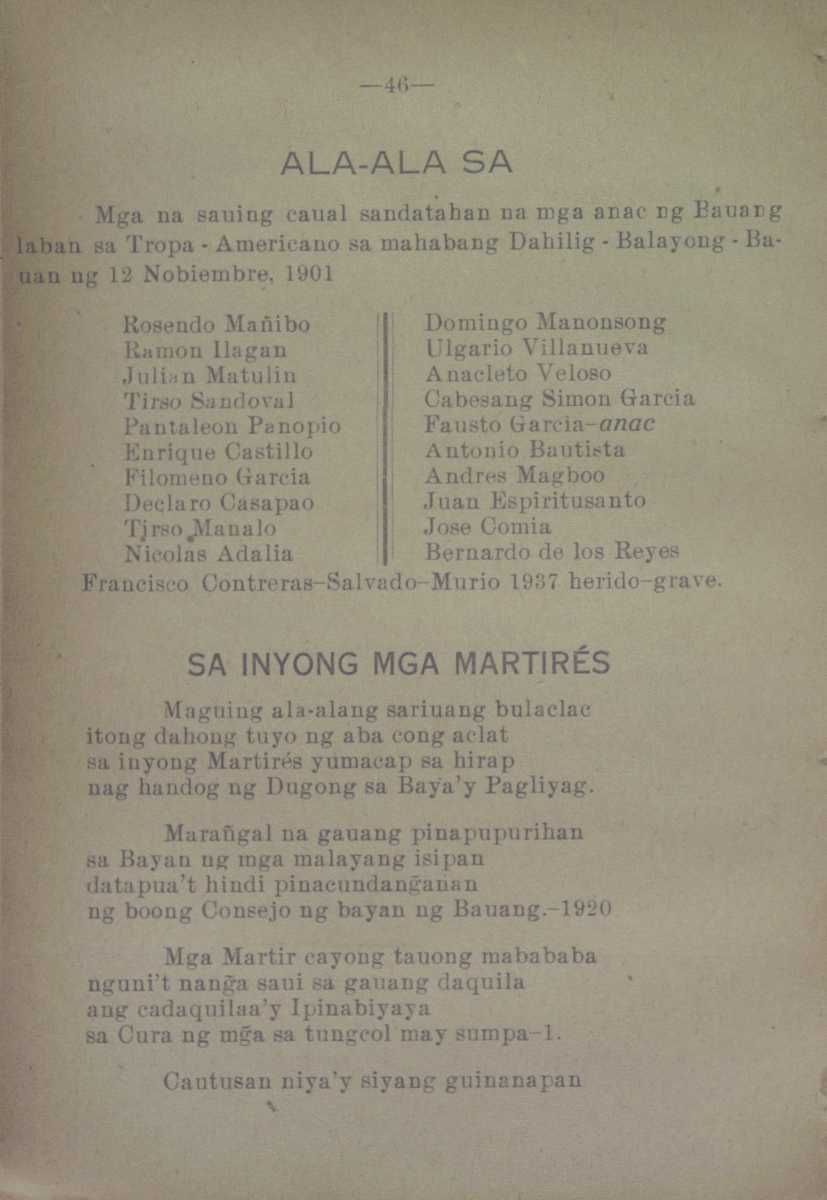 —46—
ALA-ALA SA
Mga na sauing caual sandatahan na mga anac ng Bauang
laban sa Tropa - Americano sa mahabang Dahilig - Balayong - Ba-
uan ng 12 Nobiembre, 1901
Rosendo Mañibo
Ramon Ilagan
Julian Matulin
Tirso Sandoval
Pantaleon Panopio
Enrique Castillo
Filomeno Garcia
Declaro Casapao
Tirso Manalo
Nicolas Adalia
Domingo Manonsong
Ulgario Villanueva
Anacleto Veloso
Cabesang Simon Garcia
Fausto Garcia-anac
Antonio Bautista
Andres Magboo
Juan Espiritusanto
Jose Comia
Bernardo de los Reyes
Francisco Contreras-Salvado-Murio 1937 herido-grave.
SA INYONG MGA MARTIRÉS
Maguing ala-alang sariuang bulaclac
itong dahong tuyo ng aba cong aclat
sa inyong Martirés yumacap sa hirap
nag handog ng Dugong sa Baya'y Pagliyag.
Marañgal na gauang pinapupurihan
sa Bayan ng mga malayang isipan
datapua't hindi pinacundang̃anan
ng boong Consejo ng bayan ng Bauang.-1920
Mga Martir cayong tauong mabababa
nguni't nang̃a saui sa gauang daquila
ang cadaquilaa'y Ipinabiyaya
sa Cura ng mg̃a sa tungcol may sumpa-1.
Cautusan niya'y siyang guinanapan